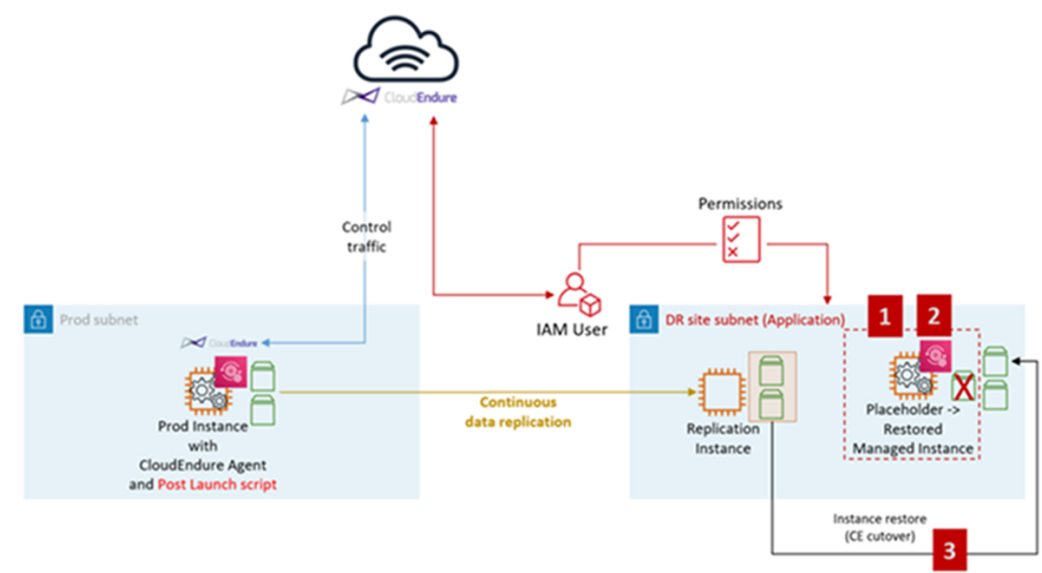 CloudEndure
Permissions
Control
traffic
IAM User
Prod subnet
DR site subnet (Application)
1
2
CloudEndure
Continuous
data replication
Prod Instance
with
CloudEndure Agent
and Post Launch script
Replication
Instance
Placeholder ->
Restored
Managed Instance
Instance restore
(CE cutover)
3